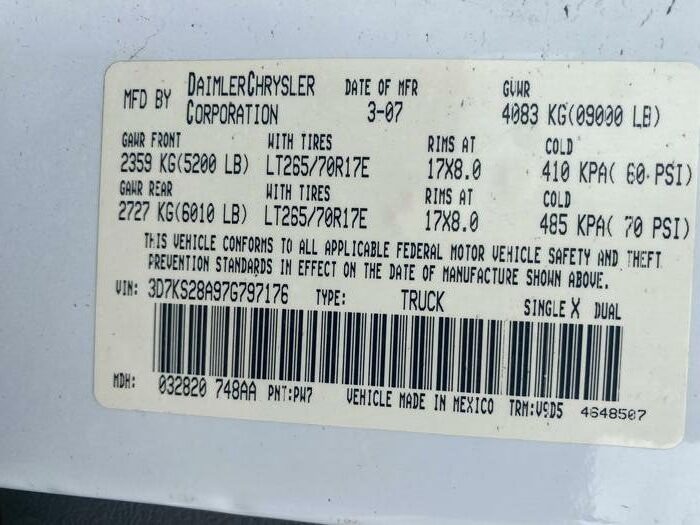 MFD BY DAIMLERCHRYSLER CORPORATION DATE OF MFR 3-07 GVWR 4083 KG(09000 LB)
GAWR FRONT WITH TIRES RIMS AT COLD
2359 KG(5200 LB) LT265/70R17E 17X8.0 410 KPA( 60 PSI)
GAWR REAR WITH TIRES RIMS AT COLD
2727 KG(6010 LB) LT265/70R17E 17X8.0 485 KPA( 70 PSI)
THIS VEHICLE CONFORMS TO ALL APPLICABLE FEDERAL MOTOR VEHICLE SAFETY AND THEFT
PREVENTION STANDARDS IN EFFECT ON THE DATE OF MANUFACTURE SHOWN ABOVE.
VIN: 3D7KS28A97G797176 TYPE: TRUCK SINGLE X DUAL
MDH: 032820 748AA PNT:PW7 VEHICLE MADE IN MEXICO TRM:V9D5 4648507